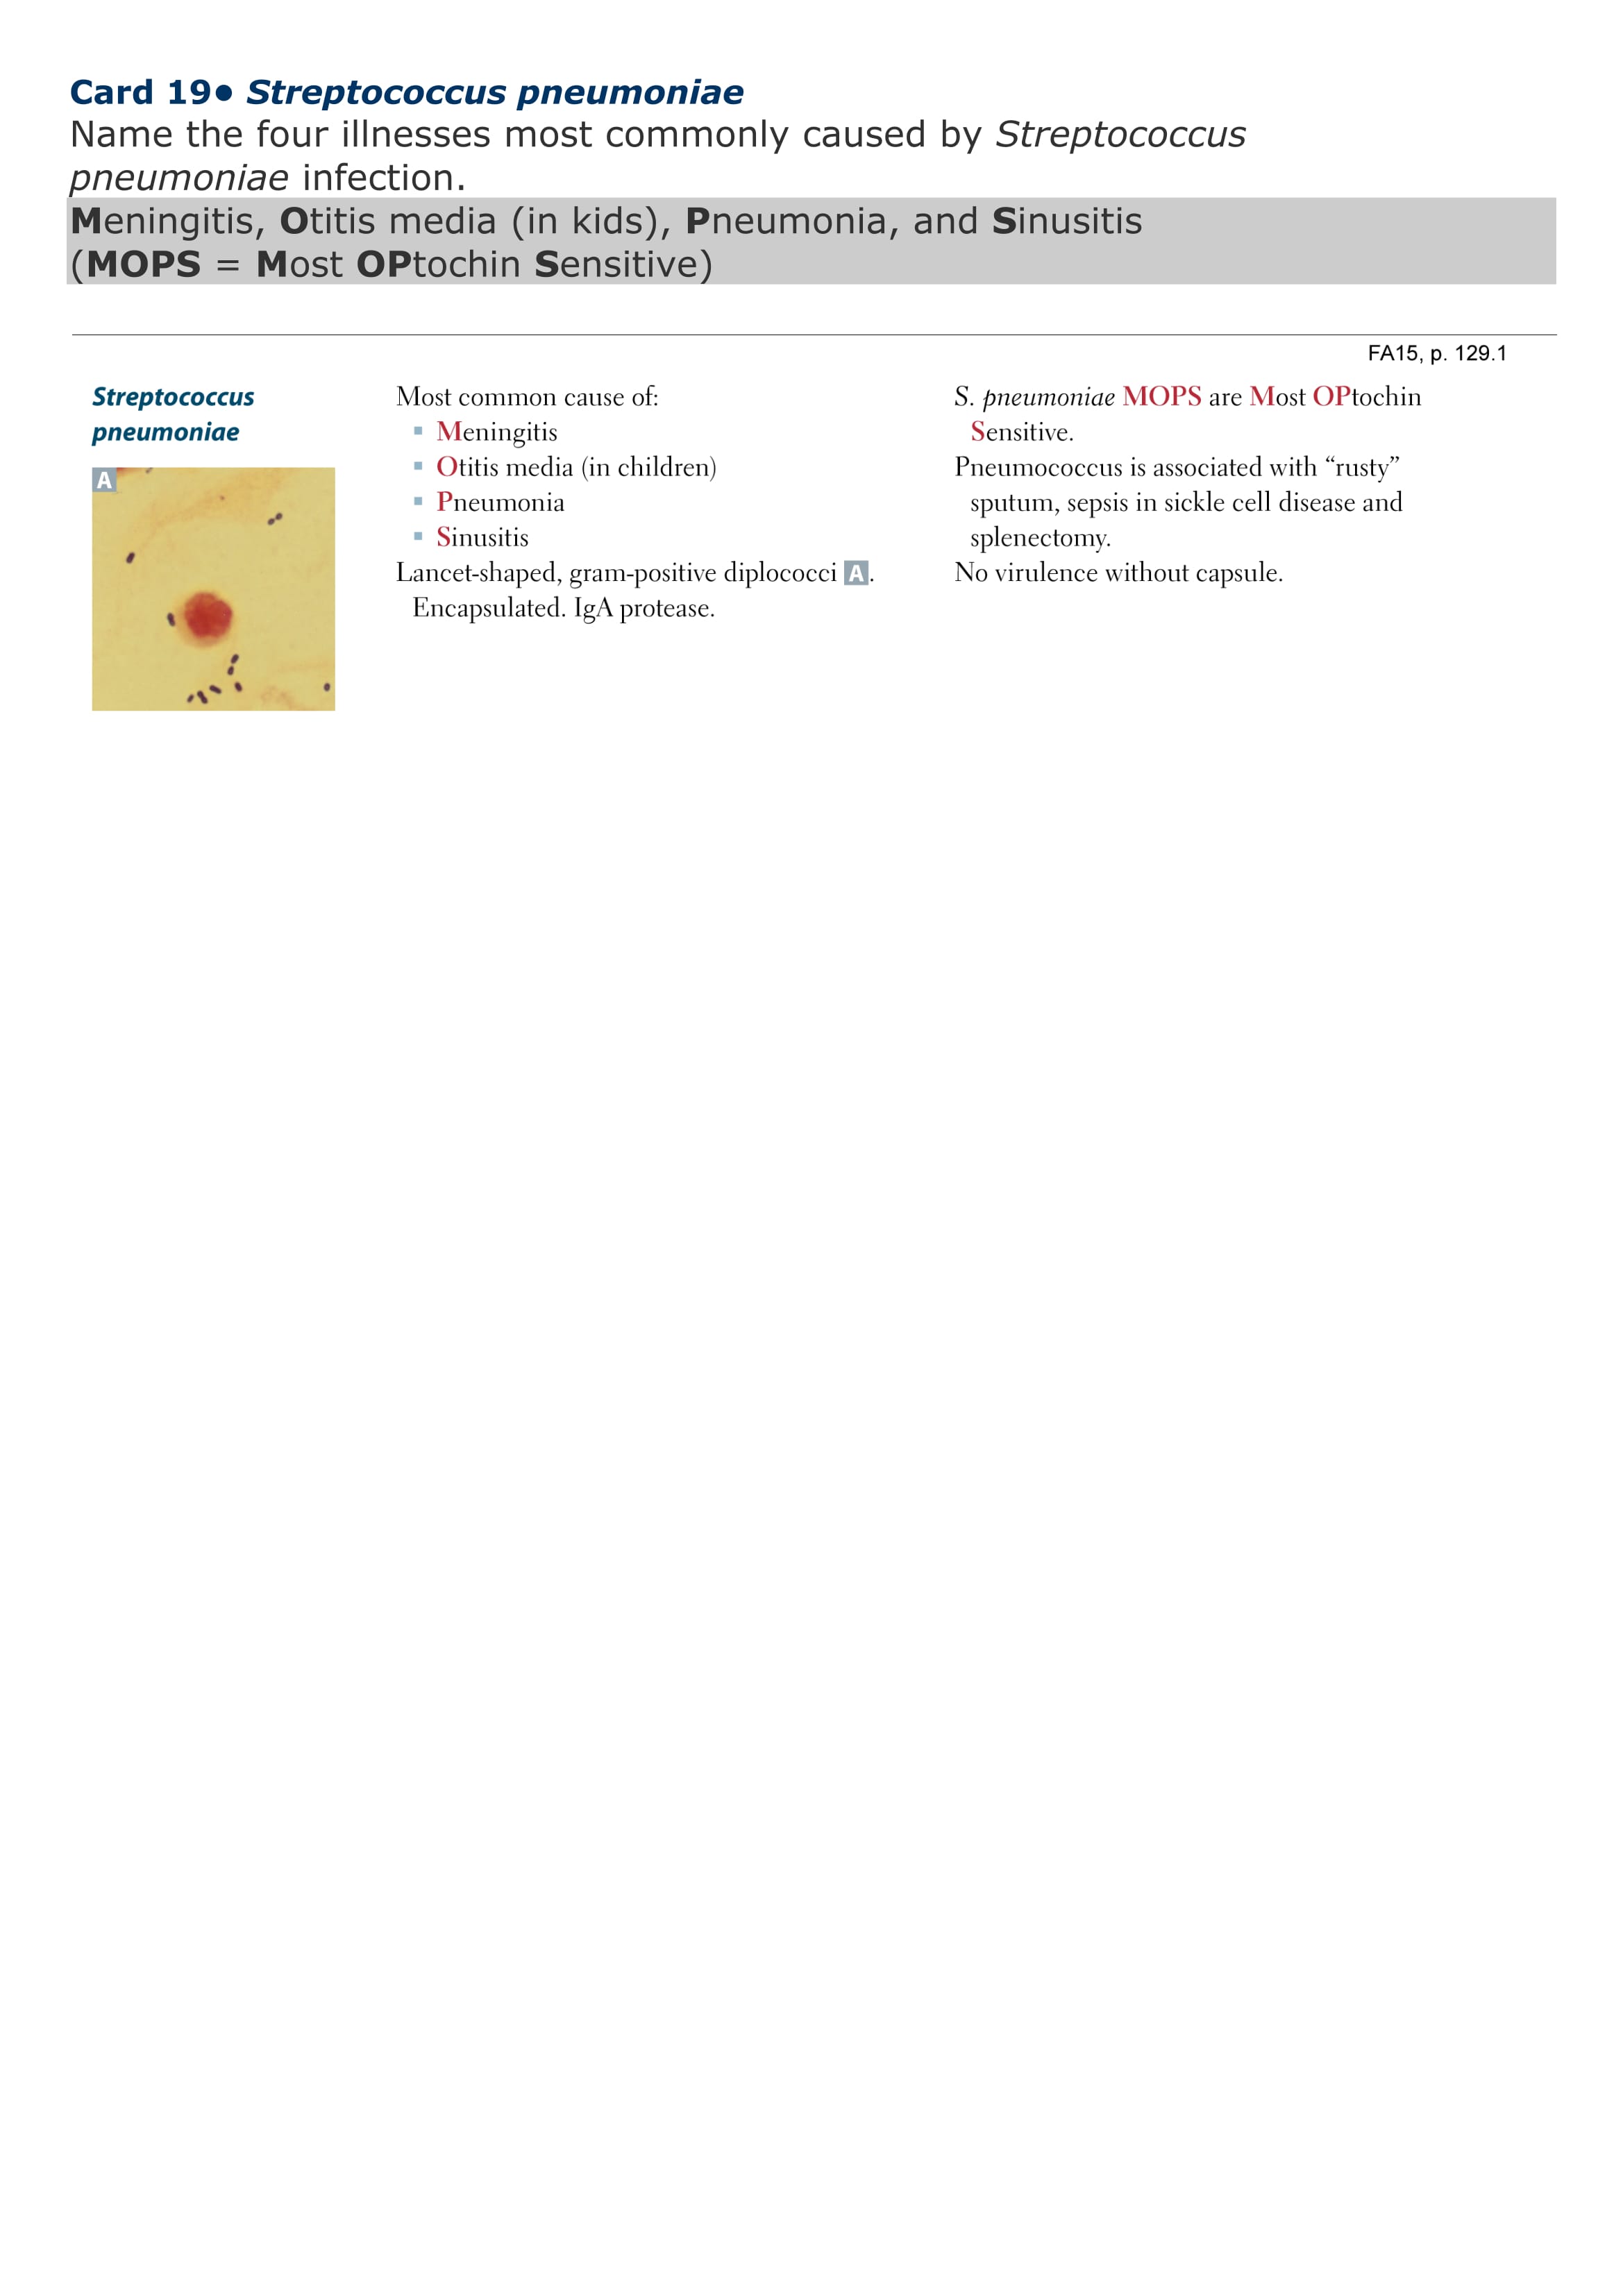 Card 19• Streptococcus pneumoniae
Name the four illnesses most commonly caused by Streptococcus
pneumoniae infection.
Meningitis, Otitis media (in kids), Pneumonia, and Sinusitis
(MOPS = Most OPtochin Sensitive)
FA15, p. 129.1
Streptococcus
pneumoniae
A
Most common cause of:
▪ Meningitis
▪ Otitis media (in children)
▪ Pneumonia
▪ Sinusitis
Lancet-shaped, gram-positive diplococci A.
Encapsulated. IgA protease.
S. pneumoniae MOPS are Most OPtochin
Sensitive.
Pneumococcus is associated with “rusty”
sputum, sepsis in sickle cell disease and
splenectomy.
No virulence without capsule.